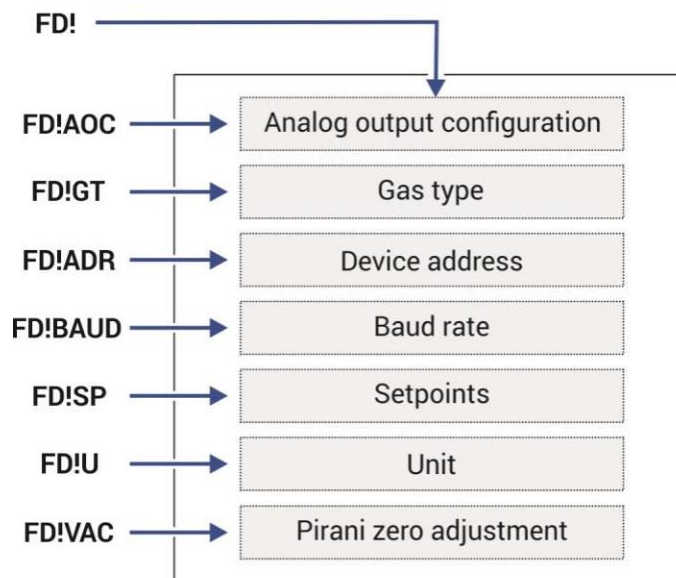 FD!
FD!AOC Analog output configuration
FD!GT Gas type
FD!ADR Device address
FD!BAUD Baud rate
FD!SP Setpoints
FD!U Unit
FD!VAC Pirani zero adjustment